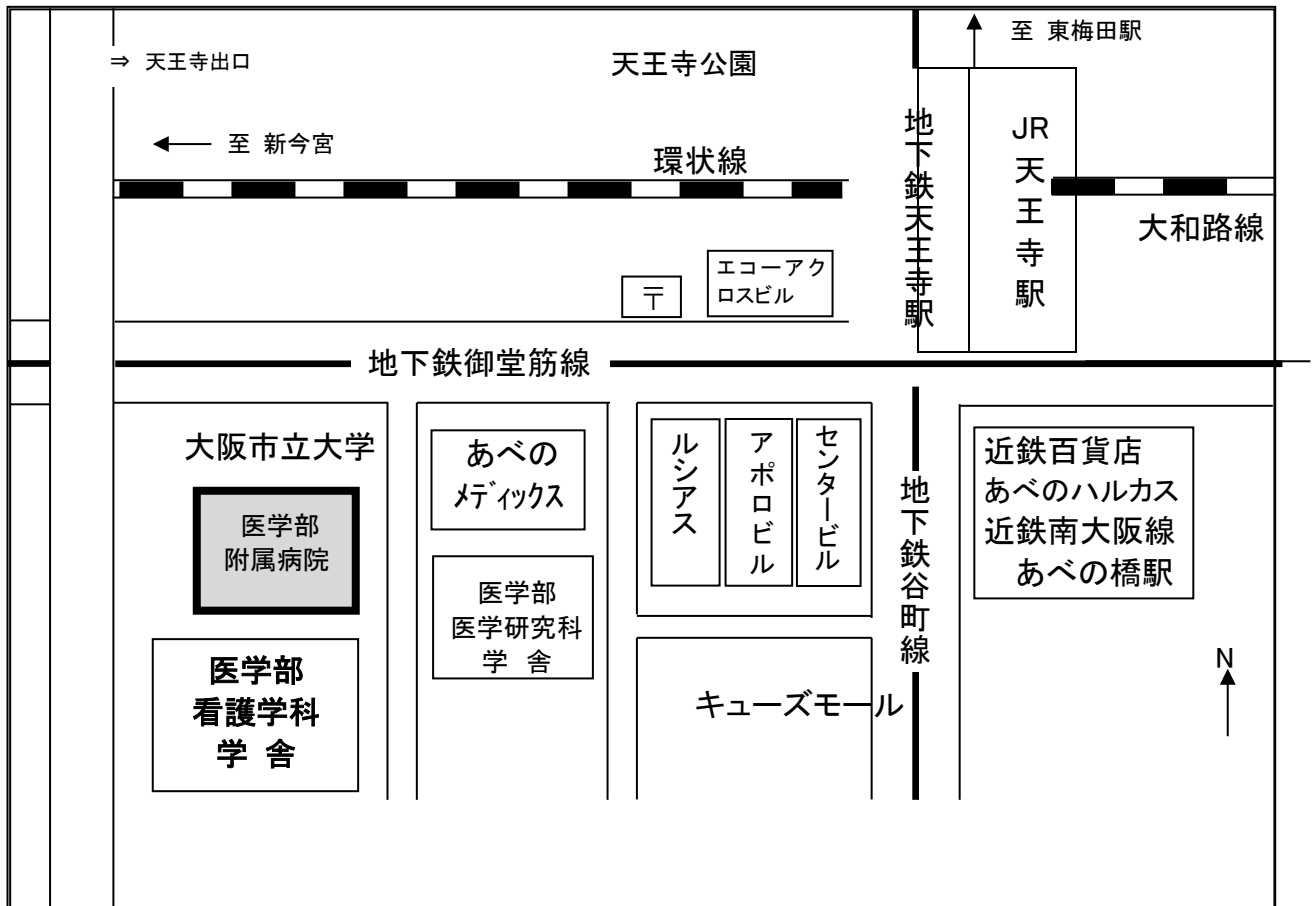 至 東梅田駅
⇒ 天王寺出口
天王寺公園
← 至 新今宮
環状線
地下鉄天王寺駅
JR天王寺駅
大和路線
エコーアク
ロスビル
〒
地下鉄御堂筋線
大阪市立大学
医学部
附属病院
医学部
看護学科
学 舎
あべの
メディックス
医学部
医学研究科
学 舎
ルシアス
アポロビル
センタービル
キューズモール
地下鉄谷町線
近鉄百貨店
あべのハルカス
近鉄南大阪線
あべの橋駅
N